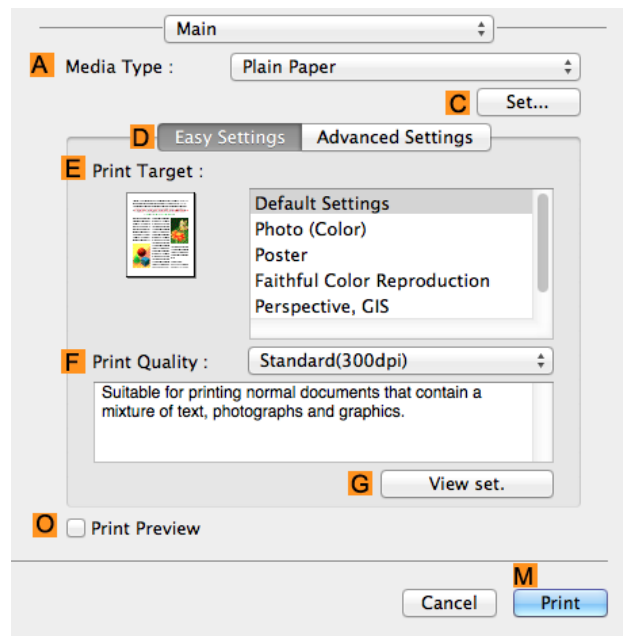 Main
A Media Type : Plain Paper
C Set...
D Easy Settings Advanced Settings
E Print Target :
Default Settings
Photo (Color)
Poster
Faithful Color Reproduction
Perspective, GIS
F Print Quality : Standard(300dpi)
Suitable for printing normal documents that contain a
mixture of text, photographs and graphics.
G View set.
O Print Preview
M
Cancel Print